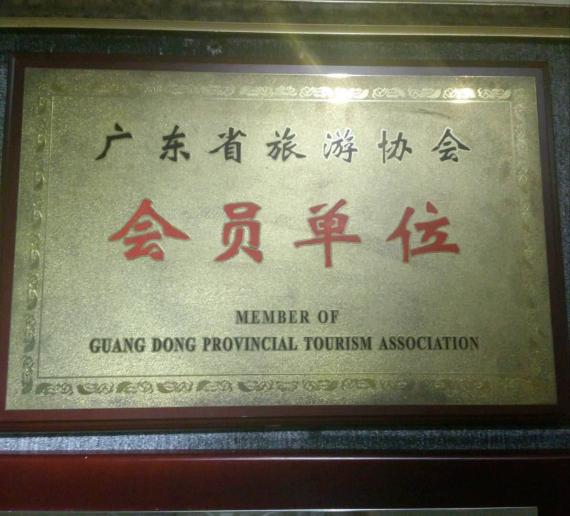 广东省旅游协会
会员单位
MEMBER OF
GUANG DONG PROVINCIAL TOURISM ASSOCIATION